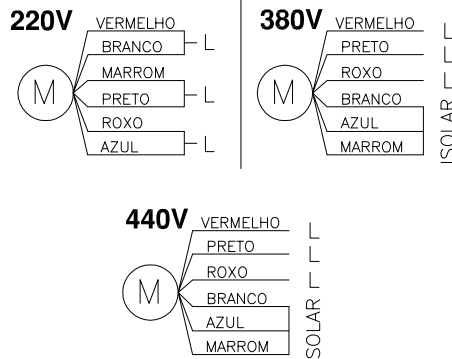 220V
VERMELHO
BRANCO
L
MARROM
M
PRETO
L
ROXO
AZUL
L
380V
VERMELHO
L
PRETO
L
ROXO
L
M
BRANCO
AZUL
MARROM
ISOLAR
440V
VERMELHO
L
PRETO
L
ROXO
L
M
BRANCO
AZUL
MARROM
SOLAR